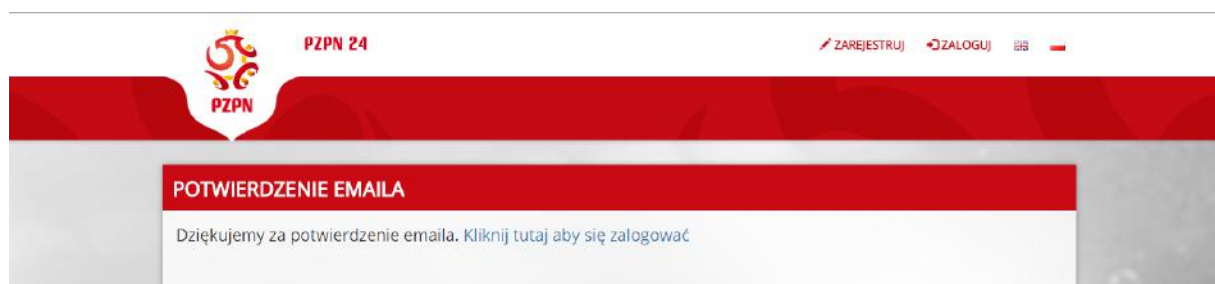 PZPN 24
ZAREJESTRUJ ZALOGUJ
PZPN
POTWIERDZENIE EMAILA
Dziękujemy za potwierdzenie emaila. Kliknij tutaj aby się zalogować